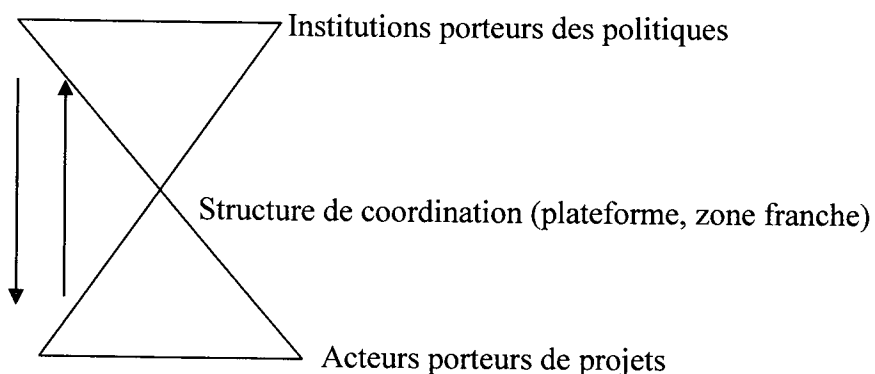 Institutions porteurs des politiques
Structure de coordination (plateforme, zone franche)
Acteurs porteurs de projets